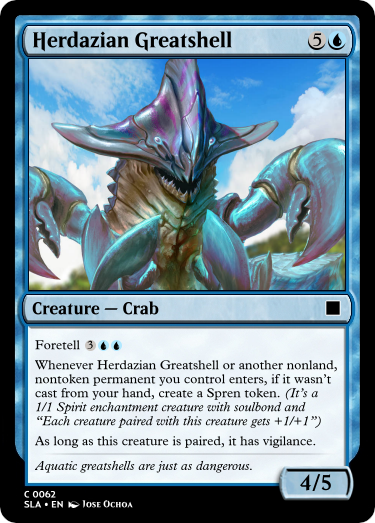 Herdazian Greatshell 5
Creature — Crab
Foretell 3
Whenever Herdazian Greatshell or another nonland,
nontoken permanent you control enters, if it wasn't
cast from your hand, create a Spren token. (It's a
1/1 Spirit enchantment creature with soulbond and
“Each creature paired with this creature gets +1/+1”)
As long as this creature is paired, it has vigilance.
Aquatic greatshells are just as dangerous.
4/5
C 0062
SLA • EN Jose Ochoa